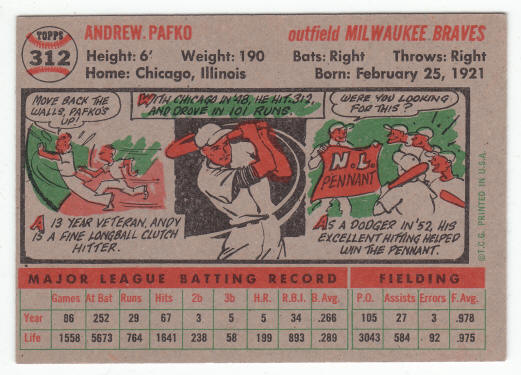 TOPPS
312
ANDREW PAFKO
outfield MILWAUKEE BRAVES
Height: 6' Weight: 190 Bats: Right Throws: Right
Home: Chicago, Illinois Born: February 25, 1921
MOVE BACK THE
WALLS, PAFKO'S
UP!
WITH CHICAGO IN '48, HE HIT .312,
AND DROVE IN 101 RUNS.
WERE YOU LOOKING
FOR THIS?
N.L.
PENNANT
A 13 YEAR VETERAN, ANDY
IS A FINE LONGBALL CLUTCH
HITTER.
AS A DODGER IN '52, HIS
EXCELLENT HITTING HELPED
WIN THE PENNANT.
© T.C.G. PRINTED IN U.S.A.
MAJOR LEAGUE BATTING RECORD FIELDING
Games At Bat Runs Hits 2b 3b H.R. R.B.I. B. Avg. P.O. Assists Errors F. Avg.
Year 86 252 29 67 3 5 5 34 .266 105 27 3 .978
Life 1558 5673 764 1641 238 58 199 893 .289 3043 584 92 .975